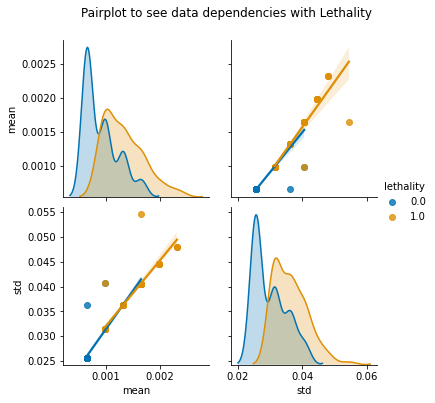 Pairplot to see data dependencies with Lethality
0.0025
0.0020
0.0015
0.0010
mean
lethality
0.0
1.0
0.055
0.050
0.045
0.040
0.035
0.030
0.025
std
0.001 0.002
mean
0.02 0.04 0.06
std